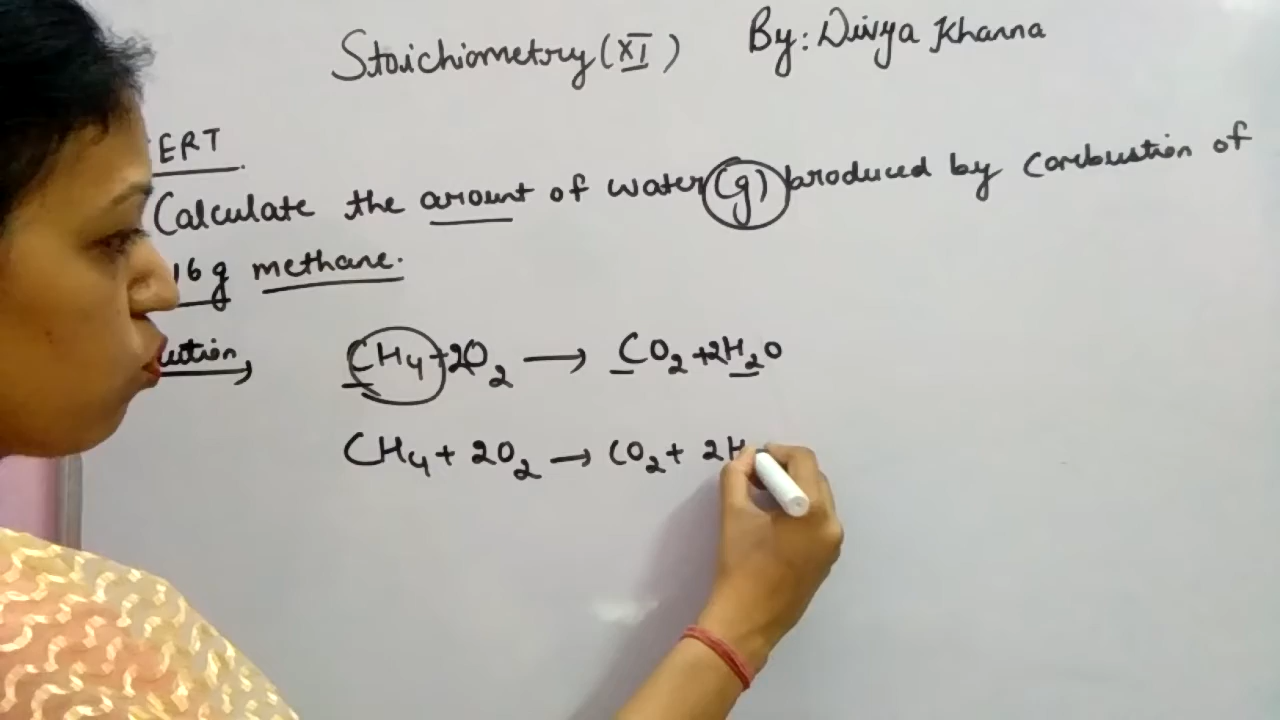 Stoichiometry (XI) By: Divya Khanna
ERT
Calculate the amount of water (g) produced by combustion of
16g methane.
ution
CH4 + 2O2 → CO2 + 2H2O
CH4 + 2O2 → CO2 + 2H